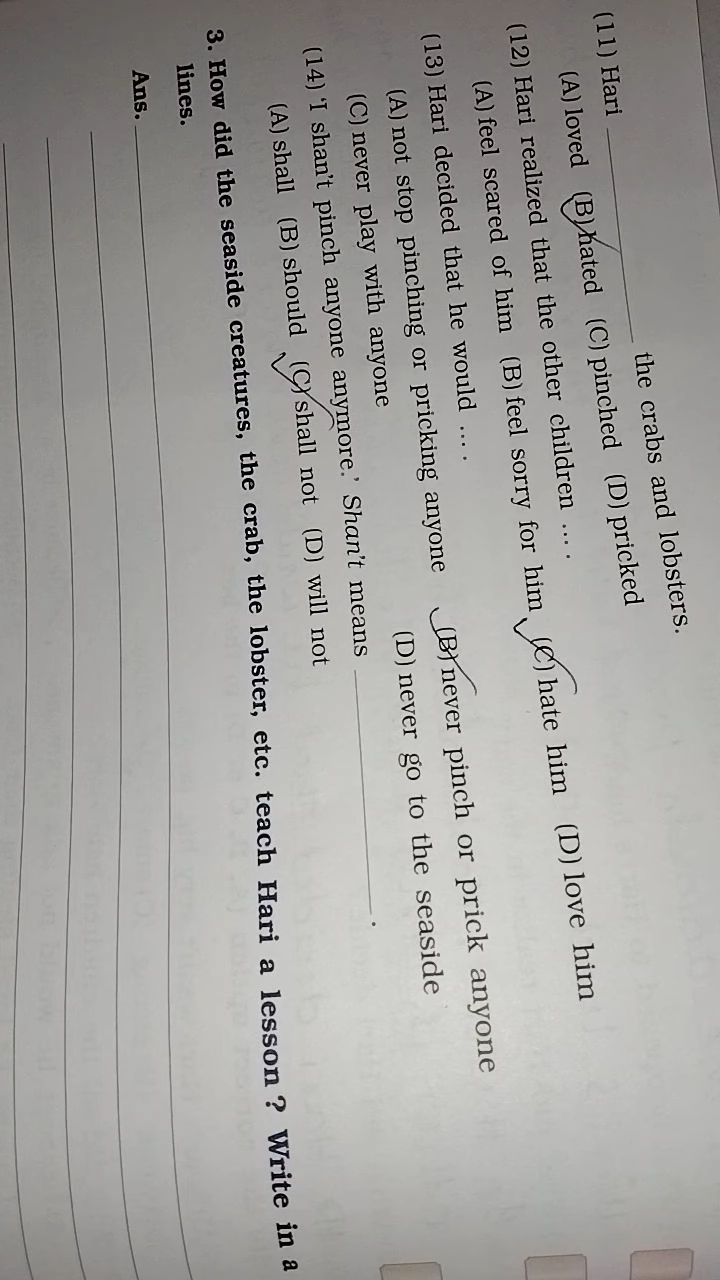 (11) Hari ____________ the crabs and lobsters.
(A) loved (B) hated (C) pinched (D) pricked
(12) Hari realized that the other children ... .
(A) feel scared of him (B) feel sorry for him (C) hate him (D) love him
(13) Hari decided that he would ... .
(A) not stop pinching or pricking anyone (B) never pinch or prick anyone
(C) never play with anyone (D) never go to the seaside
(14) 'I shan't pinch anyone anymore.' Shan't means ____________.
(A) shall (B) should (C) shall not (D) will not
3. How did the seaside creatures, the crab, the lobster, etc. teach Hari a lesson ? Write in a
lines.
Ans.